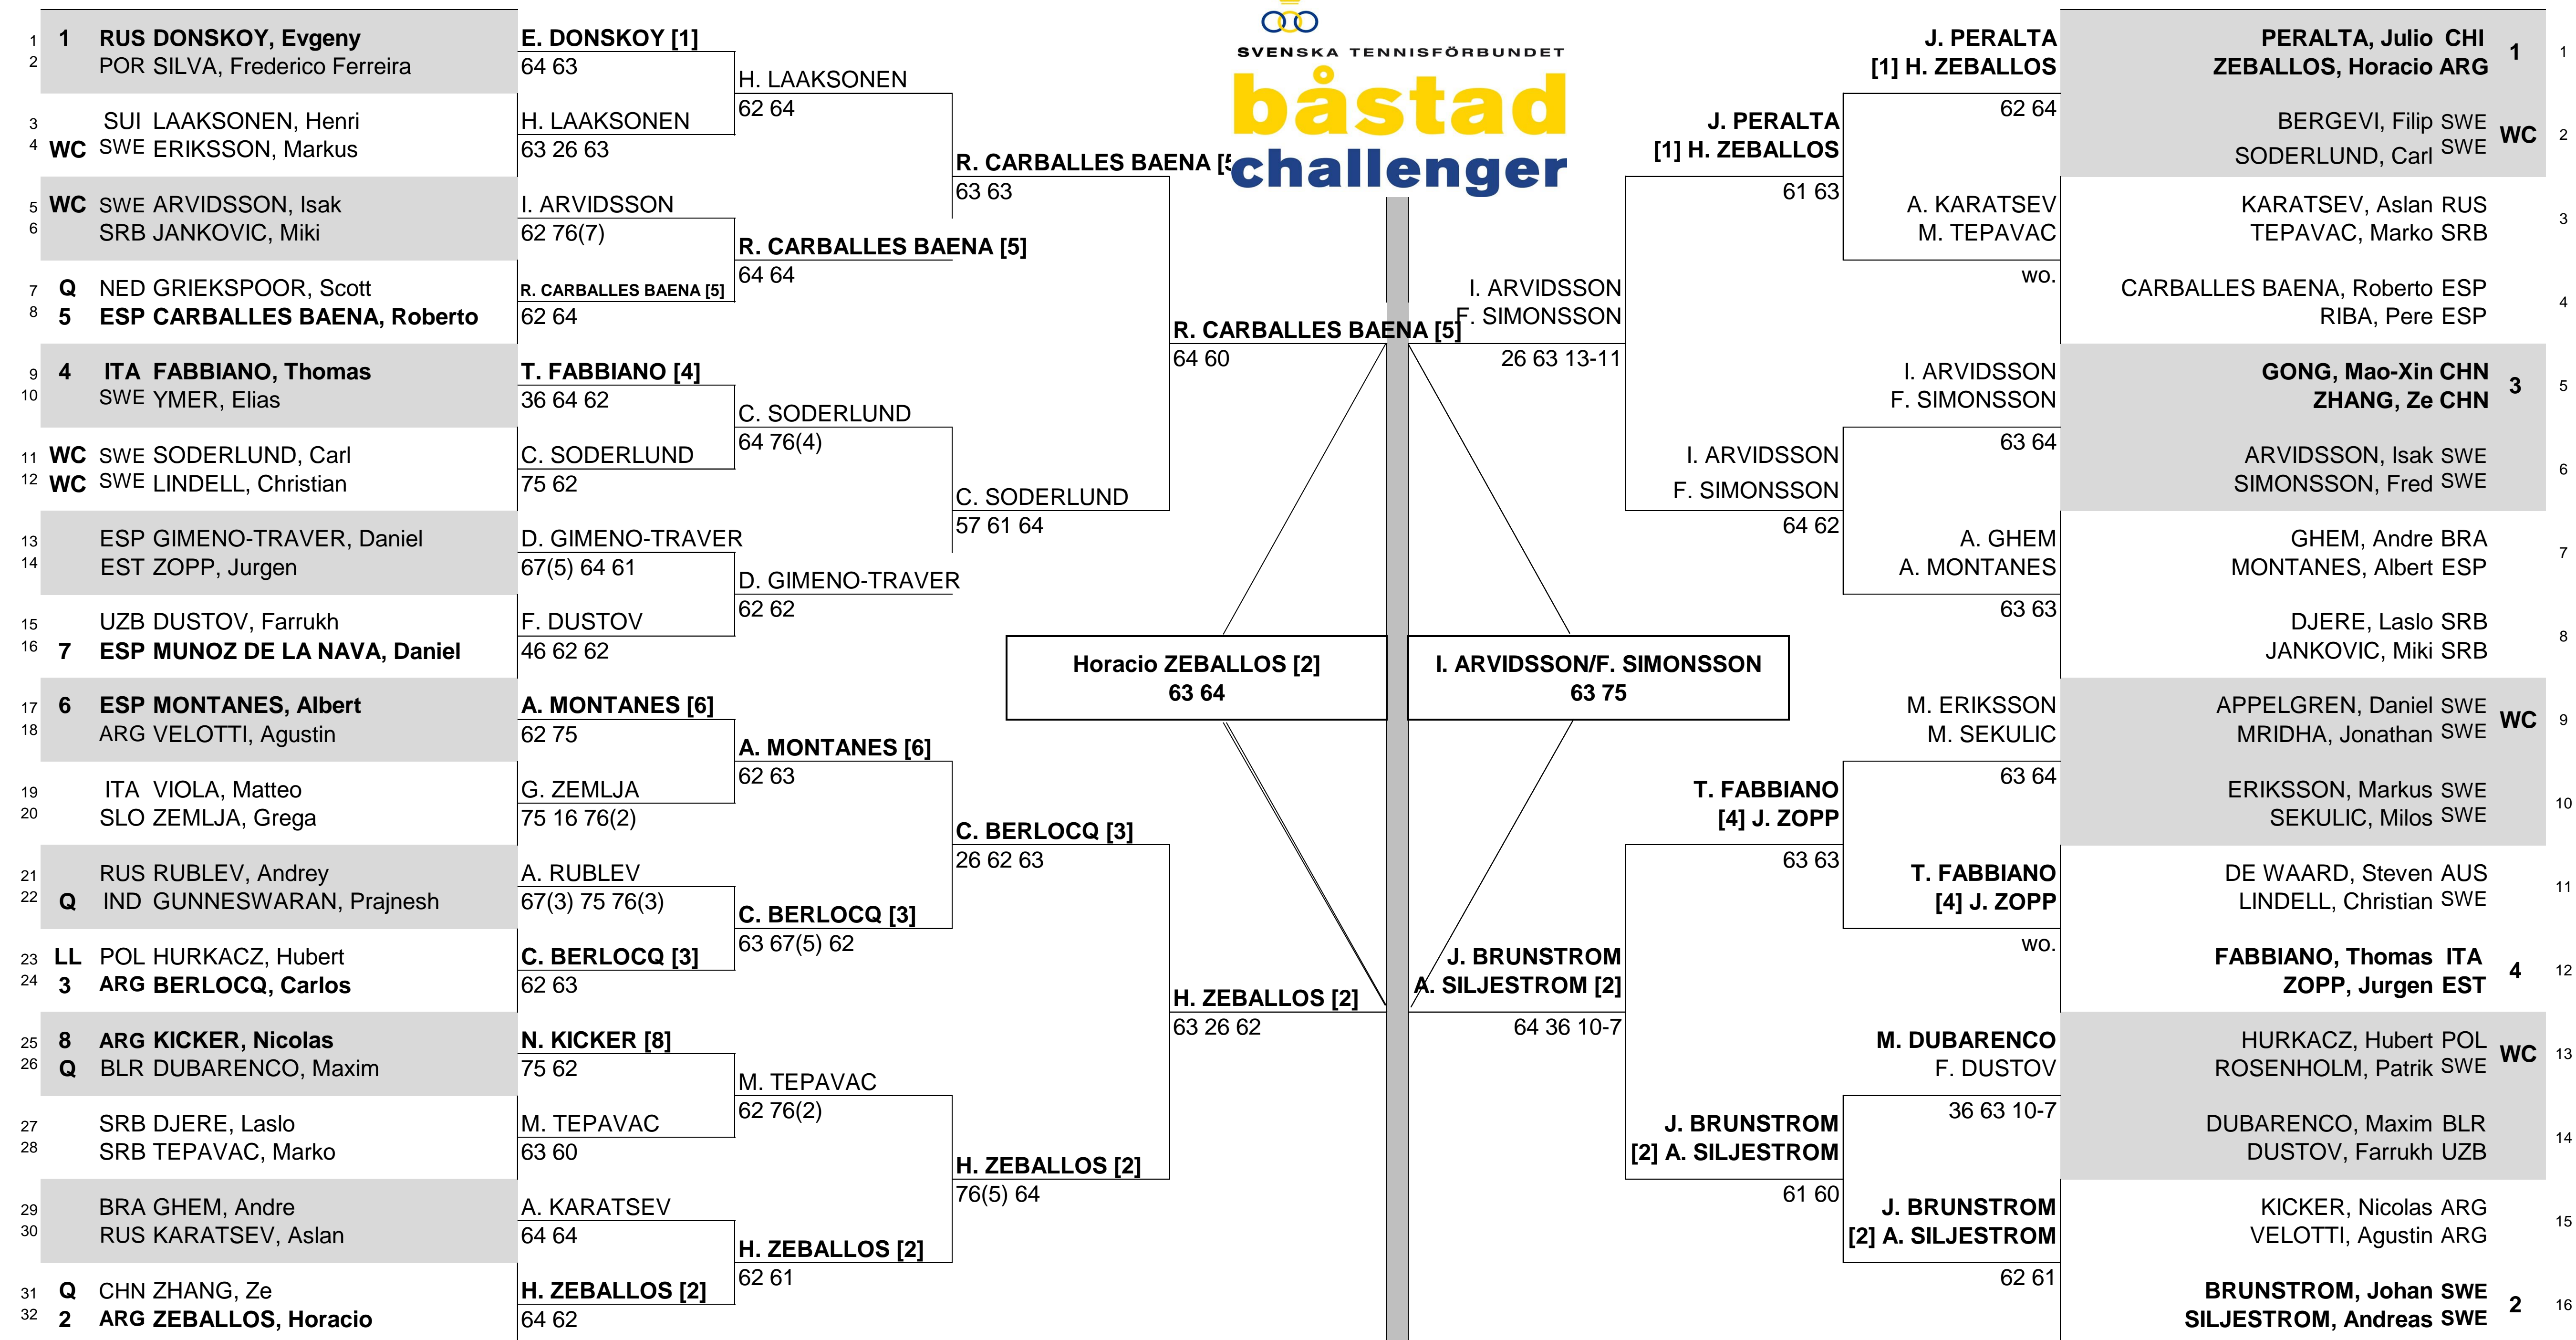 SVENSKA TENNISFÖRBUNDET
båstad
challenger
1 1 RUS DONSKOY, Evgeny
2 POR SILVA, Frederico Ferreira
3 SUI LAAKSONEN, Henri
4 WC SWE ERIKSSON, Markus
5 WC SWE ARVIDSSON, Isak
6 SRB JANKOVIC, Miki
7 Q NED GRIEKSPOOR, Scott
8 5 ESP CARBALLES BAENA, Roberto
9 4 ITA FABBIANO, Thomas
10 SWE YMER, Elias
11 WC SWE SODERLUND, Carl
12 WC SWE LINDELL, Christian
13 ESP GIMENO-TRAVER, Daniel
14 EST ZOPP, Jurgen
15 UZB DUSTOV, Farrukh
16 7 ESP MUNOZ DE LA NAVA, Daniel
17 6 ESP MONTANES, Albert
18 ARG VELOTTI, Agustin
19 ITA VIOLA, Matteo
20 SLO ZEMLJA, Grega
21 RUS RUBLEV, Andrey
22 Q IND GUNNESWARAN, Prajnesh
23 LL POL HURKACZ, Hubert
24 3 ARG BERLOCQ, Carlos
25 8 ARG KICKER, Nicolas
26 Q BLR DUBARENCO, Maxim
27 SRB DJERE, Laslo
28 SRB TEPAVAC, Marko
29 BRA GHEM, Andre
30 RUS KARATSEV, Aslan
31 Q CHN ZHANG, Ze
32 2 ARG ZEBALLOS, Horacio
E. DONSKOY [1]
64 63
H. LAAKSONEN
63 26 63
I. ARVIDSSON
62 76(7)
R. CARBALLES BAENA [5]
62 64
T. FABBIANO [4]
36 64 62
C. SODERLUND
75 62
D. GIMENO-TRAVER
67(5) 64 61
F. DUSTOV
46 62 62
A. MONTANES [6]
62 75
G. ZEMLJA
75 16 76(2)
A. RUBLEV
67(3) 75 76(3)
C. BERLOCQ [3]
62 63
N. KICKER [8]
75 62
M. TEPAVAC
63 60
A. KARATSEV
64 64
H. ZEBALLOS [2]
64 62
H. LAAKSONEN
62 64
R. CARBALLES BAENA [5]
64 64
C. SODERLUND
64 76(4)
D. GIMENO-TRAVER
62 62
A. MONTANES [6]
62 63
C. BERLOCQ [3]
63 67(5) 62
M. TEPAVAC
62 76(2)
H. ZEBALLOS [2]
62 61
R. CARBALLES BAENA [5
63 63
C. SODERLUND
57 61 64
C. BERLOCQ [3]
26 62 63
H. ZEBALLOS [2]
76(5) 64
R. CARBALLES BAENA [5]
64 60
H. ZEBALLOS [2]
63 26 62
Horacio ZEBALLOS [2]
63 64
I. ARVIDSSON/F. SIMONSSON
63 75
I. ARVIDSSON
F. SIMONSSON
26 63 13-11
J. BRUNSTROM
A. SILJESTROM [2]
64 36 10-7
J. PERALTA
[1] H. ZEBALLOS
61 63
I. ARVIDSSON
F. SIMONSSON
64 62
T. FABBIANO
[4] J. ZOPP
63 63
J. BRUNSTROM
[2] A. SILJESTROM
61 60
J. PERALTA
[1] H. ZEBALLOS
62 64
A. KARATSEV
M. TEPAVAC
wo.
I. ARVIDSSON
F. SIMONSSON
63 64
A. GHEM
A. MONTANES
63 63
M. ERIKSSON
M. SEKULIC
63 64
T. FABBIANO
[4] J. ZOPP
wo.
M. DUBARENCO
F. DUSTOV
36 63 10-7
J. BRUNSTROM
[2] A. SILJESTROM
62 61
PERALTA, Julio CHI
ZEBALLOS, Horacio ARG 1 1
BERGEVI, Filip SWE
SODERLUND, Carl SWE WC 2
KARATSEV, Aslan RUS
TEPAVAC, Marko SRB 3
CARBALLES BAENA, Roberto ESP
RIBA, Pere ESP 4
GONG, Mao-Xin CHN
ZHANG, Ze CHN 3 5
ARVIDSSON, Isak SWE
SIMONSSON, Fred SWE 6
GHEM, Andre BRA
MONTANES, Albert ESP 7
DJERE, Laslo SRB
JANKOVIC, Miki SRB 8
APPELGREN, Daniel SWE
MRIDHA, Jonathan SWE WC 9
ERIKSSON, Markus SWE
SEKULIC, Milos SWE 10
DE WAARD, Steven AUS
LINDELL, Christian SWE 11
FABBIANO, Thomas ITA
ZOPP, Jurgen EST 4 12
HURKACZ, Hubert POL
ROSENHOLM, Patrik SWE WC 13
DUBARENCO, Maxim BLR
DUSTOV, Farrukh UZB 14
KICKER, Nicolas ARG
VELOTTI, Agustin ARG 15
BRUNSTROM, Johan SWE
SILJESTROM, Andreas SWE 2 16